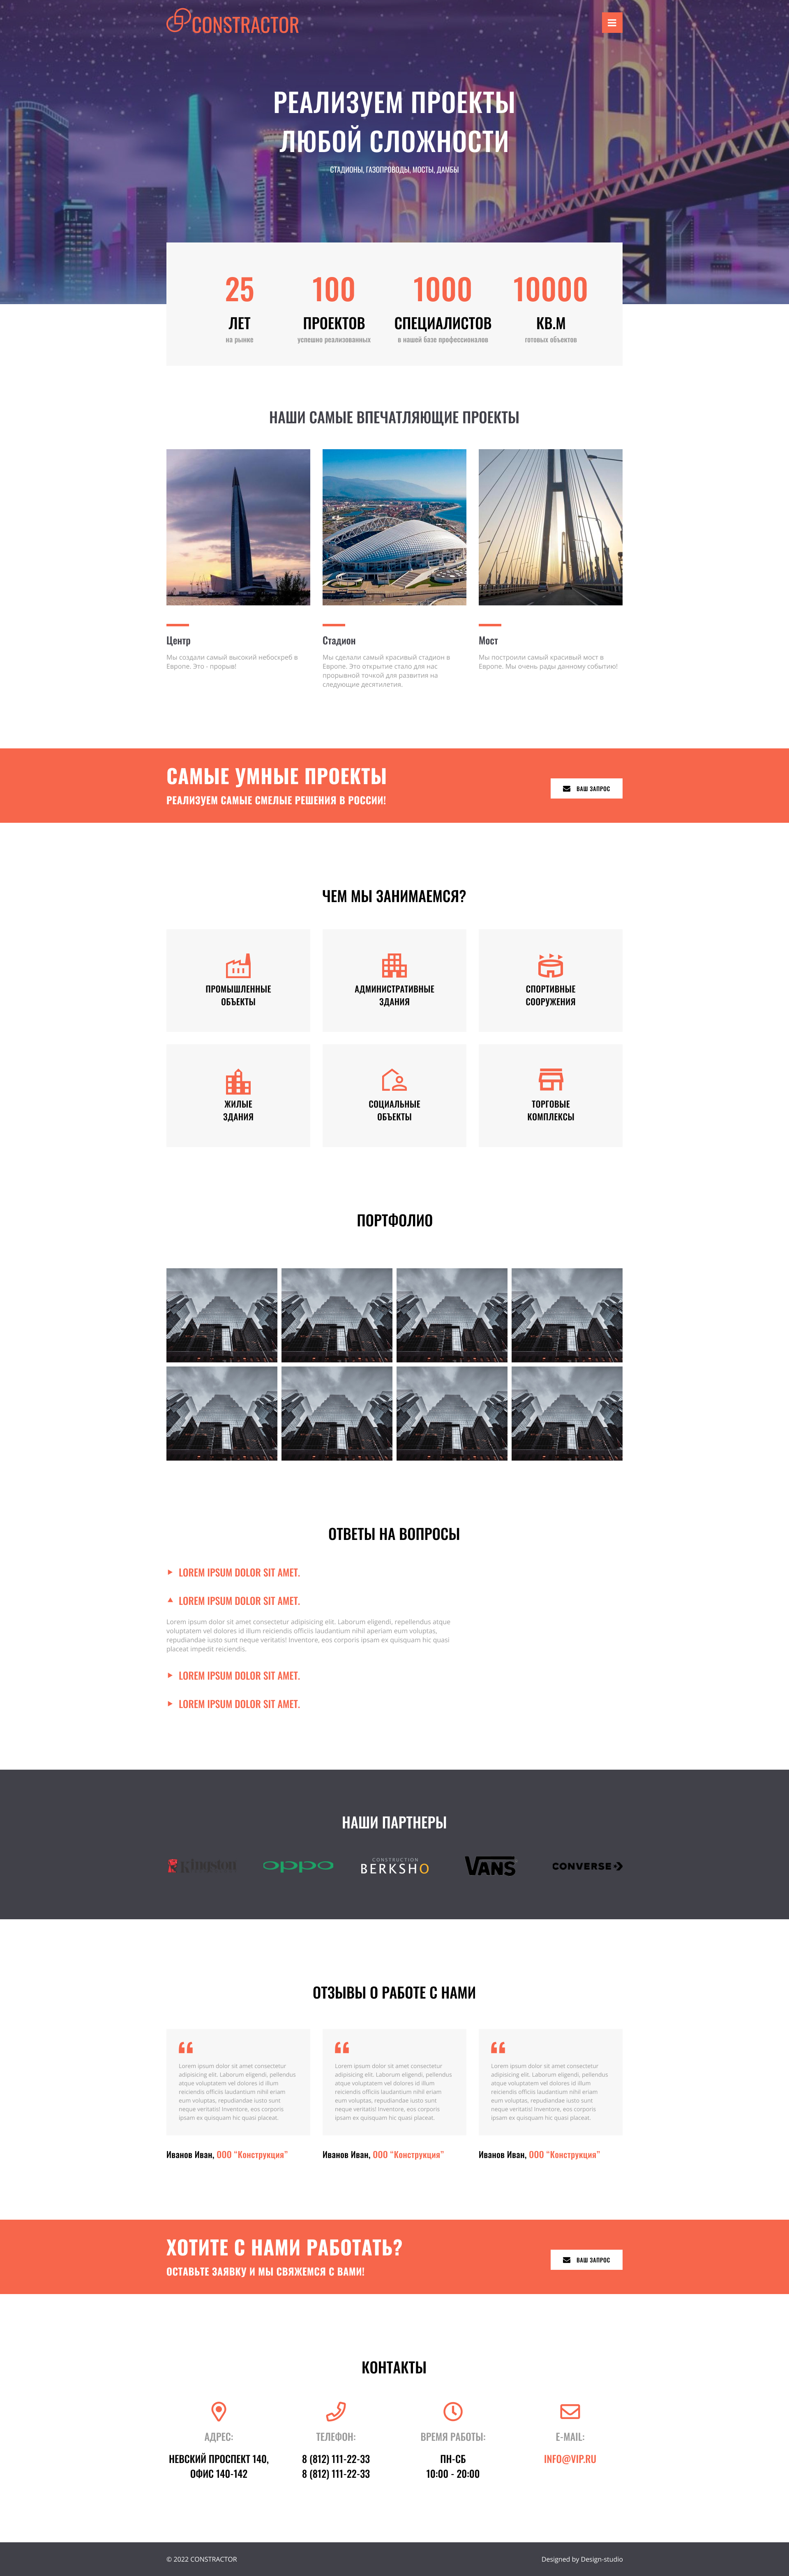 CONSTRACTOR
РЕАЛИЗУЕМ ПРОЕКТЫ
ЛЮБОЙ СЛОЖНОСТИ
СТАДИОНЫ, ГАЗОПРОВОДЫ, МОСТЫ, ДАМБЫ
25
ЛЕТ
на рынке
100
ПРОЕКТОВ
успешно реализованных
1000
СПЕЦИАЛИСТОВ
в нашей базе профессионалов
10000
КВ.М
готовых объектов
НАШИ САМЫЕ ВПЕЧАТЛЯЮЩИЕ ПРОЕКТЫ
Центр
Мы создали самый высокий небоскреб в
Европе. Это - прорыв!
Стадион
Мы сделали самый красивый стадион в
Европе. Это открытие стало для нас
прорывной точкой для развития на
следующие десятилетия.
Мост
Мы построили самый красивый мост в
Европе. Мы очень рады данному событию!
САМЫЕ УМНЫЕ ПРОЕКТЫ
РЕАЛИЗУЕМ САМЫЕ СМЕЛЫЕ РЕШЕНИЯ В РОССИИ!
ВАШ ЗАПРОС
ЧЕМ МЫ ЗАНИМАЕМСЯ?
ПРОМЫШЛЕННЫЕ
ОБЪЕКТЫ
АДМИНИСТРАТИВНЫЕ
ЗДАНИЯ
СПОРТИВНЫЕ
СООРУЖЕНИЯ
ЖИЛЫЕ
ЗДАНИЯ
СОЦИАЛЬНЫЕ
ОБЪЕКТЫ
ТОРГОВЫЕ
КОМПЛЕКСЫ
ПОРТФОЛИО
ОТВЕТЫ НА ВОПРОСЫ
LOREM IPSUM DOLOR SIT AMET.
LOREM IPSUM DOLOR SIT AMET.
Lorem ipsum dolor sit amet consectetur adipisicing elit. Laborum eligendi, repellendus atque
voluptatem vel dolores id illum reiciendis officiis laudantium nihil aperiam eum voluptas,
repudiandae iusto sunt neque veritatis! Inventore, eos corporis ipsam ex quisquam hic quasi
placeat impedit reiciendis.
LOREM IPSUM DOLOR SIT AMET.
LOREM IPSUM DOLOR SIT AMET.
НАШИ ПАРТНЕРЫ
Kingston
oppo
CONSTRUCTION
BERKSHO
VANS
CONVERSE
ОТЗЫВЫ О РАБОТЕ С НАМИ
Lorem ipsum dolor sit amet consectetur
adipisicing elit. Laborum eligendi, pellendus
atque voluptatem vel dolores id illum
reiciendis officiis laudantium nihil eriam
eum voluptas, repudiandae iusto sunt
neque veritatis! Inventore, eos corporis
ipsam ex quisquam hic quasi placeat.
Иванов Иван, ООО “Конструкция”
Lorem ipsum dolor sit amet consectetur
adipisicing elit. Laborum eligendi, pellendus
atque voluptatem vel dolores id illum
reiciendis officiis laudantium nihil eriam
eum voluptas, repudiandae iusto sunt
neque veritatis! Inventore, eos corporis
ipsam ex quisquam hic quasi placeat.
Иванов Иван, ООО “Конструкция”
Lorem ipsum dolor sit amet consectetur
adipisicing elit. Laborum eligendi, pellendus
atque voluptatem vel dolores id illum
reiciendis officiis laudantium nihil eriam
eum voluptas, repudiandae iusto sunt
neque veritatis! Inventore, eos corporis
ipsam ex quisquam hic quasi placeat.
Иванов Иван, ООО “Конструкция”
ХОТИТЕ С НАМИ РАБОТАТЬ?
ОСТАВЬТЕ ЗАЯВКУ И МЫ СВЯЖЕМСЯ С ВАМИ!
ВАШ ЗАПРОС
КОНТАКТЫ
АДРЕС:
НЕВСКИЙ ПРОСПЕКТ 140,
ОФИС 140-142
ТЕЛЕФОН:
8 (812) 111-22-33
8 (812) 111-22-33
ВРЕМЯ РАБОТЫ:
ПН-СБ
10:00 - 20:00
E-MAIL:
INFO@VIP.RU
© 2022 CONSTRACTOR
Designed by Design-studio